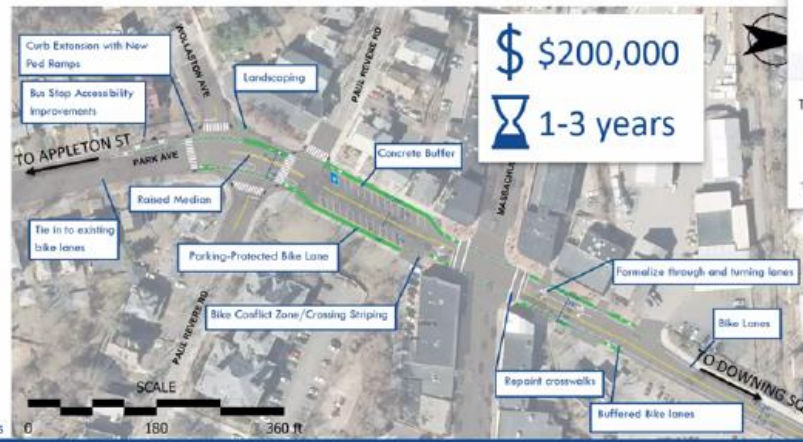 WOLLASTON AVE
Curb Extension with New
Ped Ramps
Bus Stop Accessibility
Improvements
Landscaping
PAUL REVERE RD
$ $200,000
1-3 years
TO APPLETON ST
PARK AVE
Concrete Buffer
Raised Median
Tie in to existing
bike lanes
Parking-Protected Bike Lane
Formalize through and turning lanes
Bike Conflict Zone/Crossing Striping
PAUL REVERE RD
Bike Lanes
SCALE
0 180 360 ft
Repaint crosswalks
Buffered Bike lanes
TO DOWNING